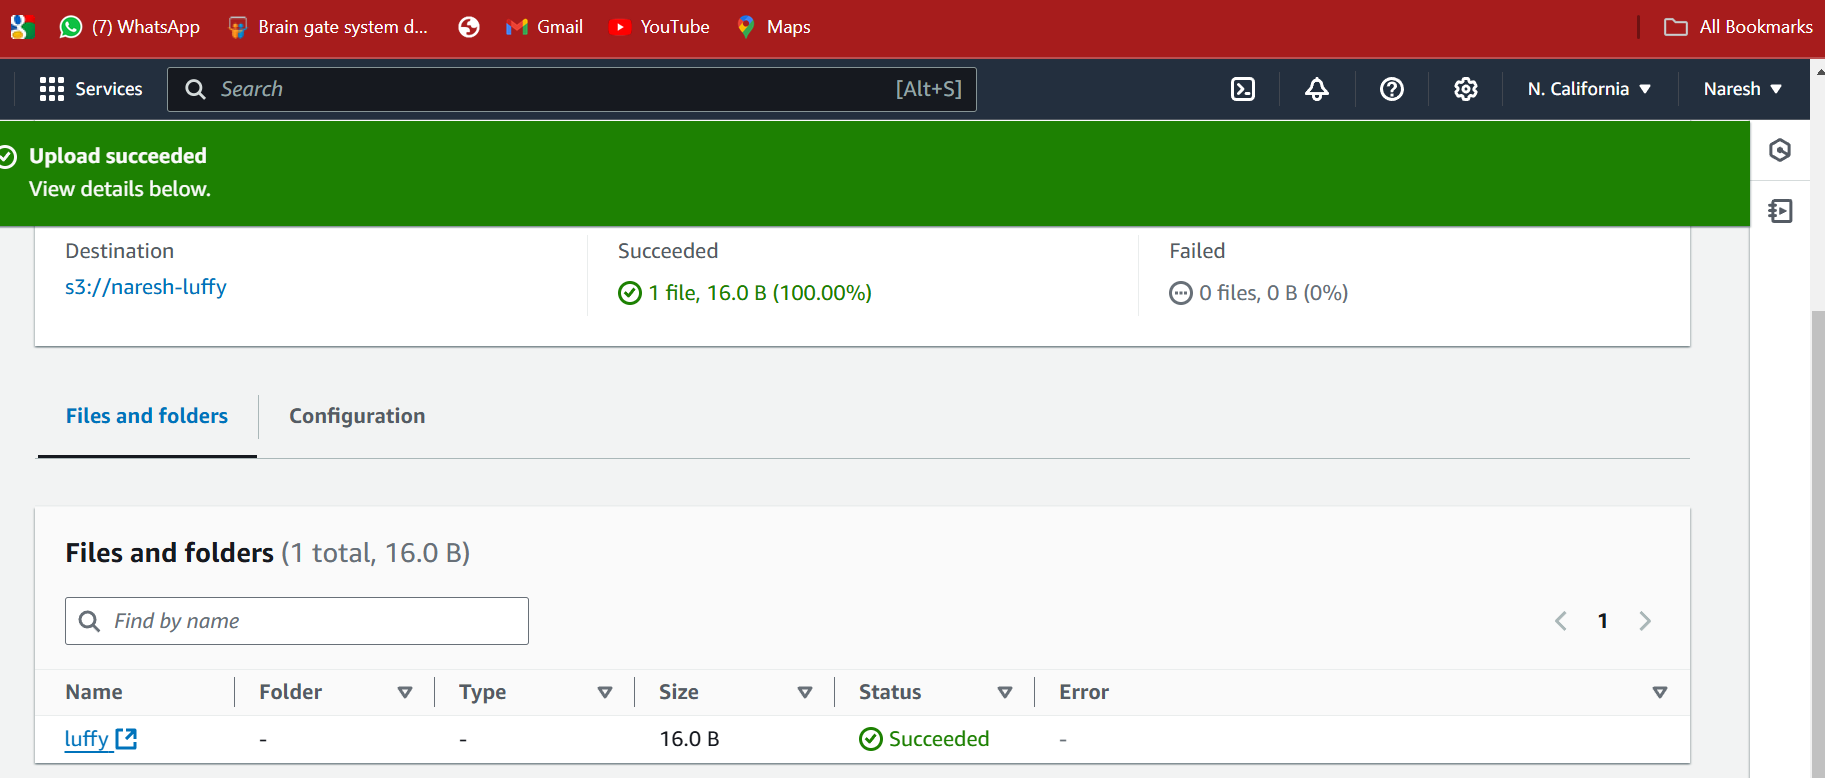 (7) WhatsApp Brain gate system d... Gmail YouTube Maps All Bookmarks
Services Search [Alt+S] N. California Naresh
Upload succeeded
View details below.
Destination Succeeded Failed
s3://naresh-luffy 1 file, 16.0 B (100.00%) 0 files, 0 B (0%)
Files and folders Configuration
Files and folders (1 total, 16.0 B)
Find by name 1
Name Folder Type Size Status Error
luffy - - 16.0 B Succeeded -